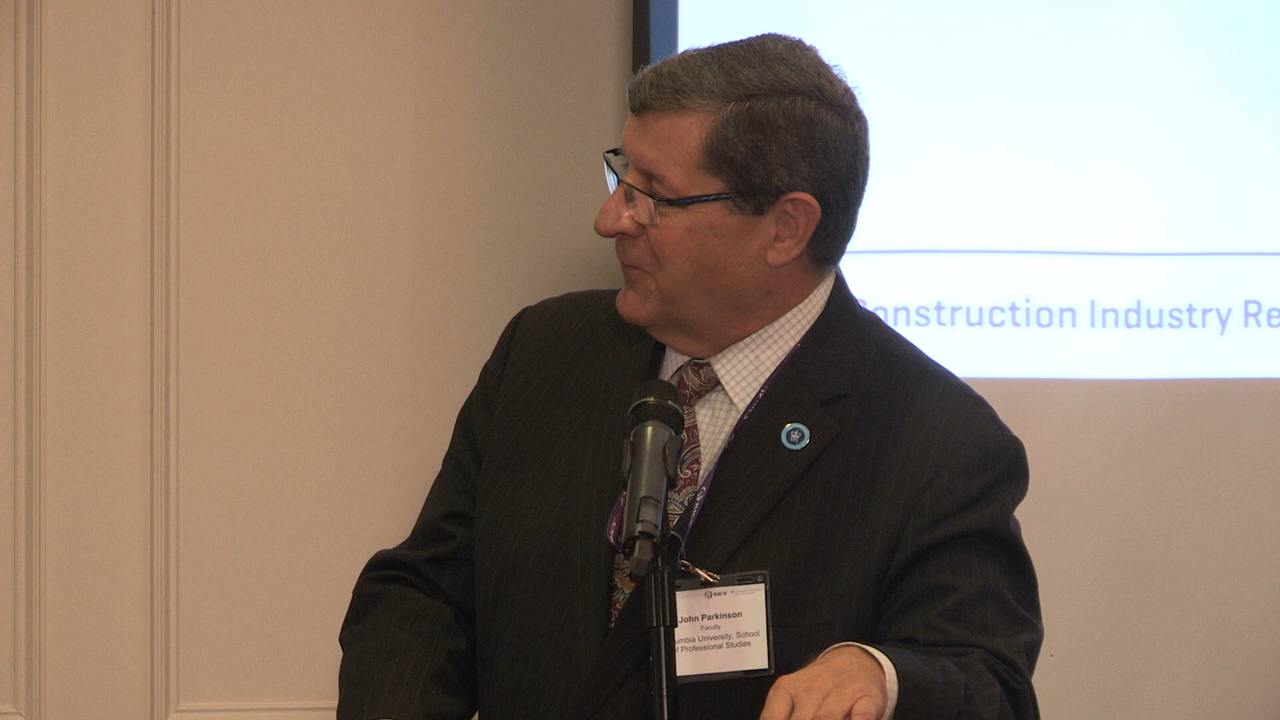 onstruction Industry Re
RICS
John Parkinson
Faculty
umbia University, School
f Professional Studies